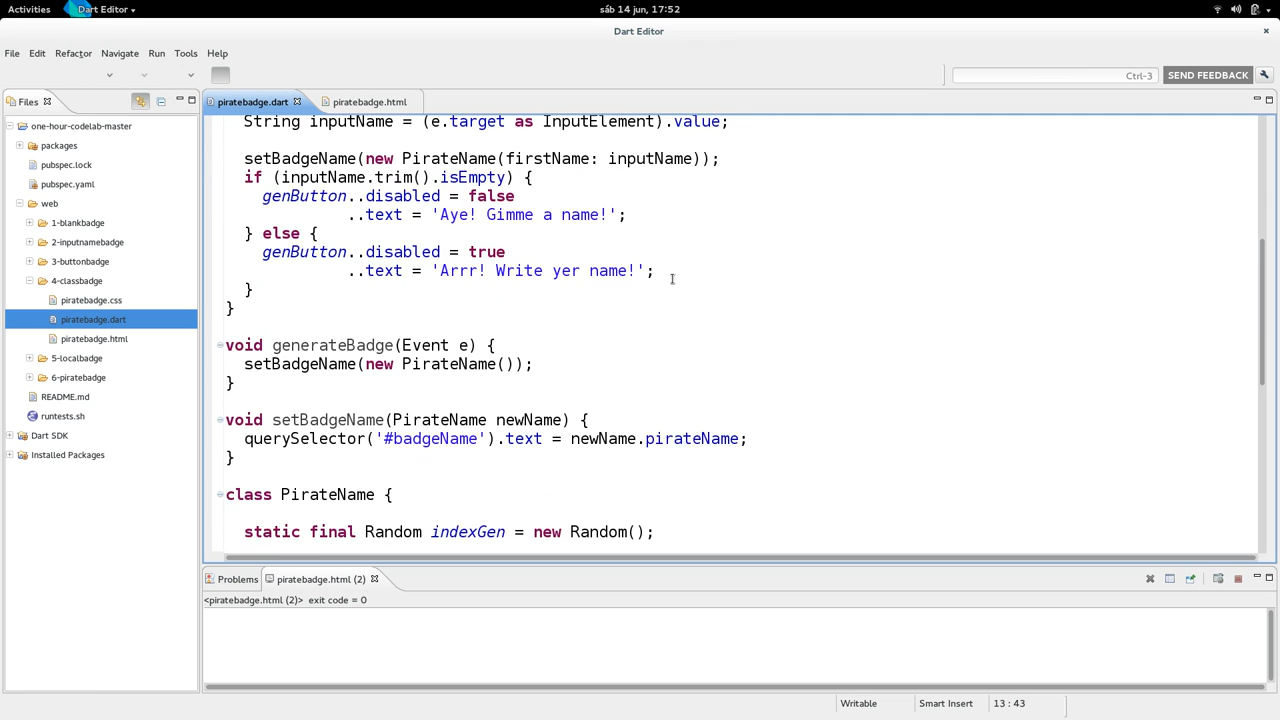 Activities Dart Editor sáb 14 jun, 17:52
Dart Editor
File Edit Refactor Navigate Run Tools Help
Ctrl-3 SEND FEEDBACK
Files piratebadge.dart piratebadge.html
one-hour-codelab-master
packages
pubspec.lock
pubspec.yaml
web
1-blankbadge
2-inputnamebadge
3-buttonbadge
4-classbadge
piratebadge.css
piratebadge.dart
piratebadge.html
5-localbadge
6-piratebadge
README.md
runtests.sh
Dart SDK
Installed Packages
String inputName = (e.target as InputElement).value;
setBadgeName(new PirateName(firstName: inputName));
if (inputName.trim().isEmpty) {
genButton..disabled = false
..text = 'Aye! Gimme a name!';
} else {
genButton..disabled = true
..text = 'Arrr! Write yer name!';
}
}
void generateBadge(Event e) {
setBadgeName(new PirateName());
}
void setBadgeName(PirateName newName) {
querySelector('#badgeName').text = newName.pirateName;
}
class PirateName {
static final Random indexGen = new Random();
Problems piratebadge.html (2)
<piratebadge.html (2)> exit code = 0
Writable Smart Insert 13 : 43